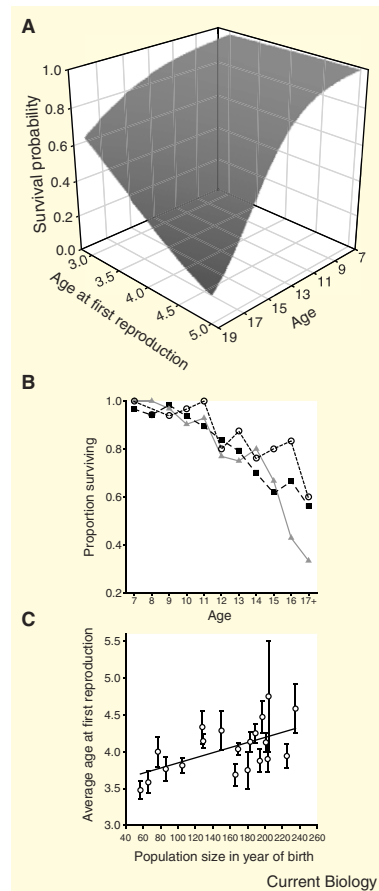 A
Survival probability
1.0
0.8
0.6
0.4
0.2
0.0
3.0
3.5
4.0
4.5
5.0
Age at first reproduction
19
17
15
13
11
9
7
Age
B
Proportion surviving
1.0
0.8
0.6
0.4
0.2
7 8 9 10 11 12 13 14 15 16 17+
Age
C
Average age at first reproduction
5.5
5.0
4.5
4.0
3.5
3.0
40 60 80 100 120 140 160 180 200 220 240 260
Population size in year of birth
Current Biology